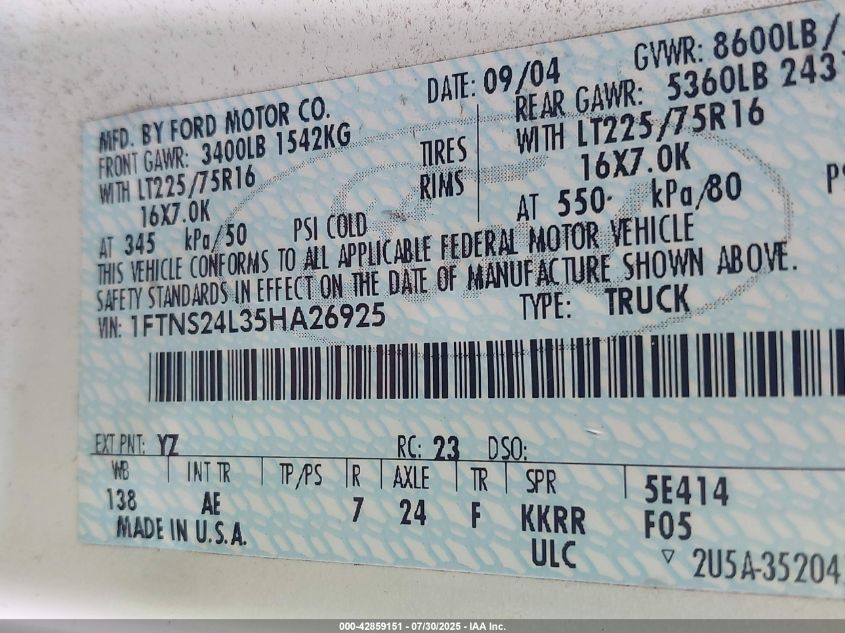 MFD. BY FORD MOTOR CO.
DATE: 09/04
GVWR: 8600LB/
FRONT GAWR: 3400LB 1542KG
REAR GAWR: 5360LB 243
WITH LT225/75R16
TIRES
WITH LT225/75R16
16X7.0K
RIMS
16X7.0K
AT 345 kPa/50 PSI COLD
AT 550 kPa/80 PS
THIS VEHICLE CONFORMS TO ALL APPLICABLE FEDERAL MOTOR VEHICLE
SAFETY STANDARDS IN EFFECT ON THE DATE OF MANUFACTURE SHOWN ABOVE.
VIN: 1FTNS24L35HA26925
TYPE: TRUCK
EXT PNT: YZ RC: 23 DSO:
WB INT TR TP/PS R AXLE TR SPR 5E414
138 AE 7 24 F KKRR F05
MADE IN U.S.A. ULC ▽ 2U5A-35204
000-42859151 - 07/30/2025 - IAA Inc.